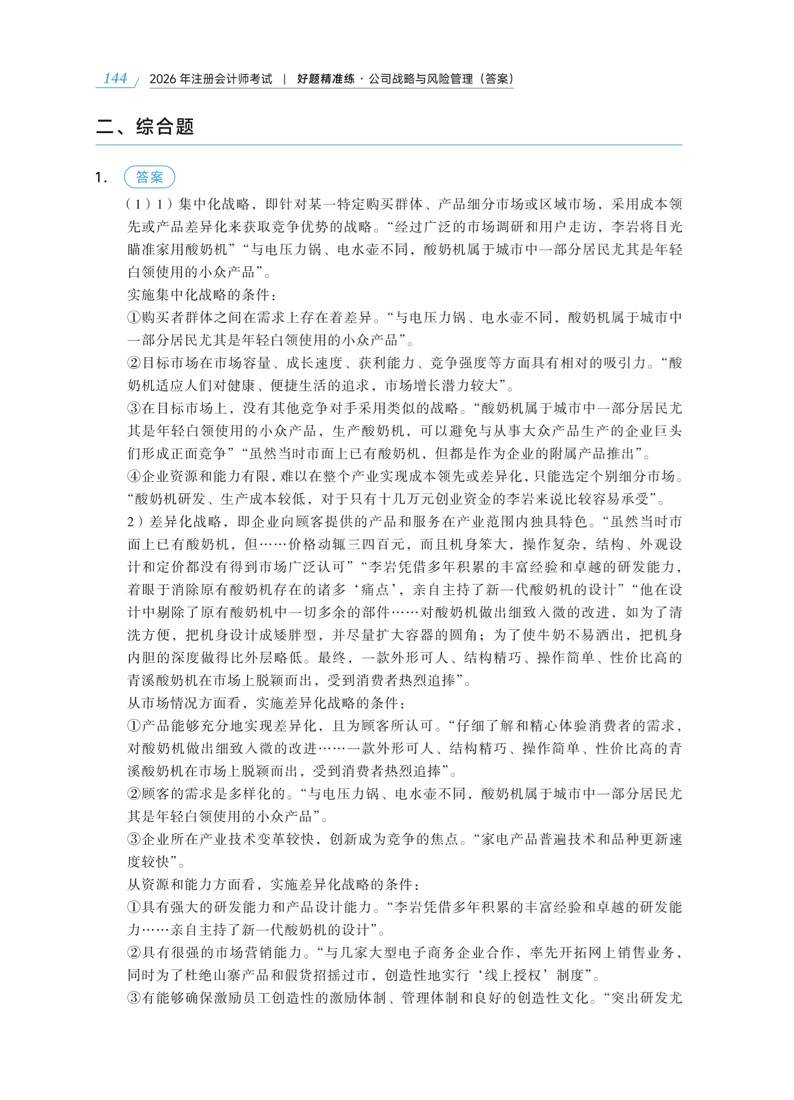 144 2026 年注册会计师考试 | 好题精准练 · 公司战略与风险管理（答案）
二、综合题
1. 答案
（1）1）集中化战略，即针对某一特定购买群体、产品细分市场或区域市场，采用成本领
先或产品差异化来获取竞争优势的战略。“经过广泛的市场调研和用户走访，李岩将目光
瞄准家用酸奶机”“与电压力锅、电水壶不同，酸奶机属于城市中一部分居民尤其是年轻
白领使用的小众产品”。
实施集中化战略的条件：
①购买者群体之间在需求上存在着差异。“与电压力锅、电水壶不同，酸奶机属于城市中
一部分居民尤其是年轻白领使用的小众产品”。
②目标市场在市场容量、成长速度、获利能力、竞争强度等方面具有相对的吸引力。“酸
奶机适应人们对健康、便捷生活的追求，市场增长潜力较大”。
③在目标市场上，没有其他竞争对手采用类似的战略。“酸奶机属于城市中一部分居民尤
其是年轻白领使用的小众产品，生产酸奶机，可以避免与从事大众产品生产的企业巨头
们形成正面竞争”“虽然当时市面上已有酸奶机，但都是作为企业的附属产品推出”。
④企业资源和能力有限，难以在整个产业实现成本领先或差异化，只能选定个别细分市场。
“酸奶机研发、生产成本较低，对于只有十几万元创业资金的李岩来说比较容易承受”。
2）差异化战略，即企业向顾客提供的产品和服务在产业范围内独具特色。“虽然当时市
面上已有酸奶机，但……价格动辄三四百元，而且机身笨大，操作复杂，结构、外观设
计和定价都没有得到市场广泛认可”“李岩凭借多年积累的丰富经验和卓越的研发能力，
着眼于消除原有酸奶机存在的诸多‘痛点’，亲自主持了新一代酸奶机的设计”“他在设
计中剔除了原有酸奶机中一切多余的部件……对酸奶机做出细致入微的改进，如为了清
洗方便，把机身设计成矮胖型，并尽量扩大容器的圆角；为了使牛奶不易洒出，把机身
内胆的深度做得比外层略低。最终，一款外形可人、结构精巧、操作简单、性价比高的
青溪酸奶机在市场上脱颖而出，受到消费者热烈追捧”。
从市场情况方面看，实施差异化战略的条件：
①产品能够充分地实现差异化，且为顾客所认可。“仔细了解和精心体验消费者的需求，
对酸奶机做出细致入微的改进……一款外形可人、结构精巧、操作简单、性价比高的青
溪酸奶机在市场上脱颖而出，受到消费者热烈追捧”。
②顾客的需求是多样化的。“与电压力锅、电水壶不同，酸奶机属于城市中一部分居民尤
其是年轻白领使用的小众产品”。
③企业所在产业技术变革较快，创新成为竞争的焦点。“家电产品普遍技术和品种更新速
度较快”。
从资源和能力方面看，实施差异化战略的条件：
①具有强大的研发能力和产品设计能力。“李岩凭借多年积累的丰富经验和卓越的研发能
力……亲自主持了新一代酸奶机的设计”。
②具有很强的市场营销能力。“与几家大型电子商务企业合作，率先开拓网上销售业务，
同时为了杜绝山寨产品和假货招摇过市，创造性地实行‘线上授权’制度”。
③有能够确保激励员工创造性的激励体制、管理体制和良好的创造性文化。“突出研发尤